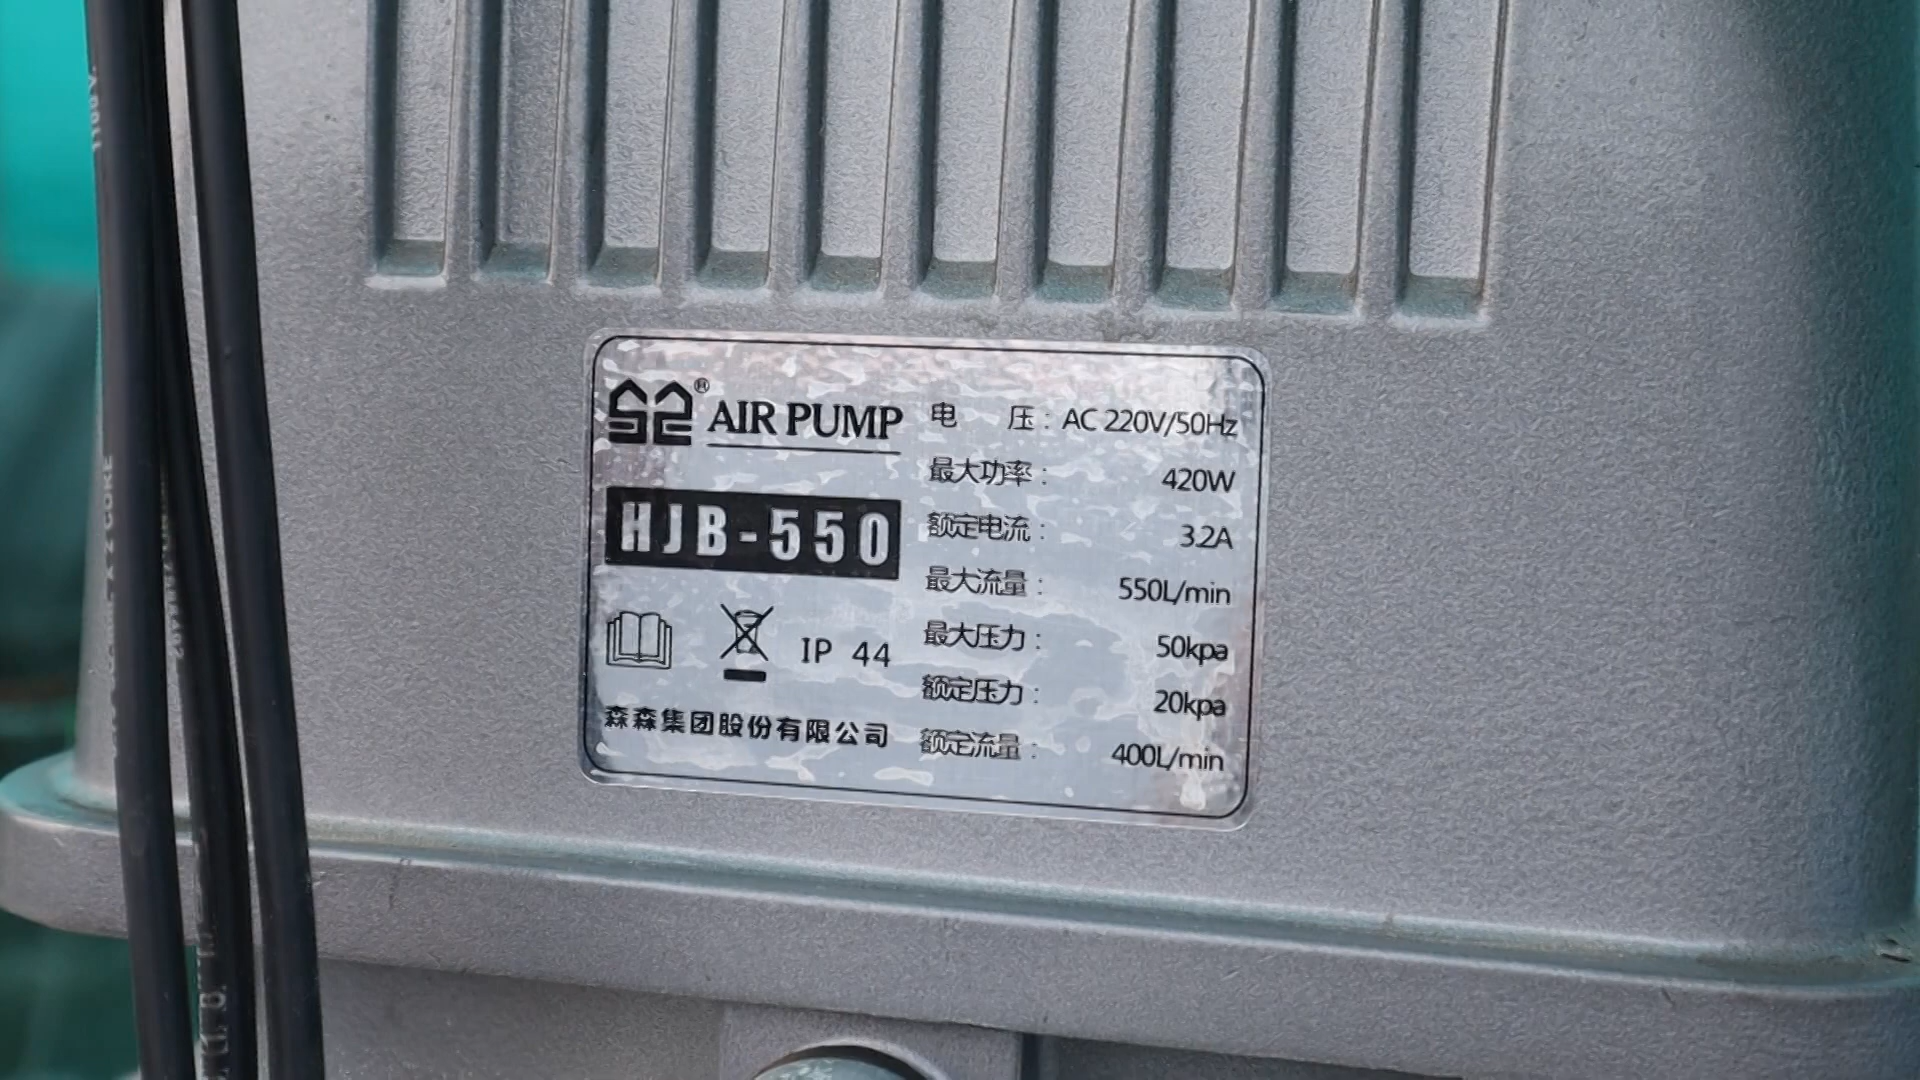 ® AIR PUMP
HJB-550
IP 44
森森集团股份有限公司
电 压: AC 220V/50Hz
最大功率: 420W
额定电流: 3.2A
最大流量: 550L/min
最大压力: 50kpa
额定压力: 20kpa
额定流量: 400L/min